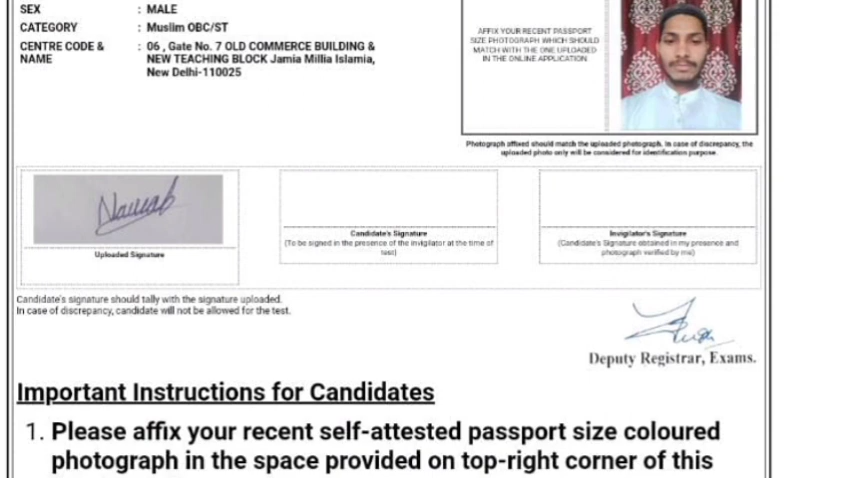 SEX : MALE
CATEGORY : Muslim OBC/ST
CENTRE CODE & NAME : 06 , Gate No. 7 OLD COMMERCE BUILDING &
NEW TEACHING BLOCK Jamia Millia Islamia,
New Delhi-110025
AFFIX YOUR RECENT PASSPORT
SIZE PHOTOGRAPH WHICH SHOULD
MATCH WITH THE ONE UPLOADED
IN THE ONLINE APPLICATION
Photograph affixed should match the uploaded photograph. In case of discrepancy, the
uploaded photo only will be considered for identification purpose.
Nawab
Uploaded Signature
Candidate's Signature
(To be signed in the presence of the invigilator at the time of
test)
Invigilator's Signature
(Candidate's Signature obtained in my presence and
photograph verified by me)
Candidate's signature should tally with the signature uploaded.
In case of discrepancy, candidate will not be allowed for the test.
Deputy Registrar, Exams.
Important Instructions for Candidates
1. Please affix your recent self-attested passport size coloured
photograph in the space provided on top-right corner of this